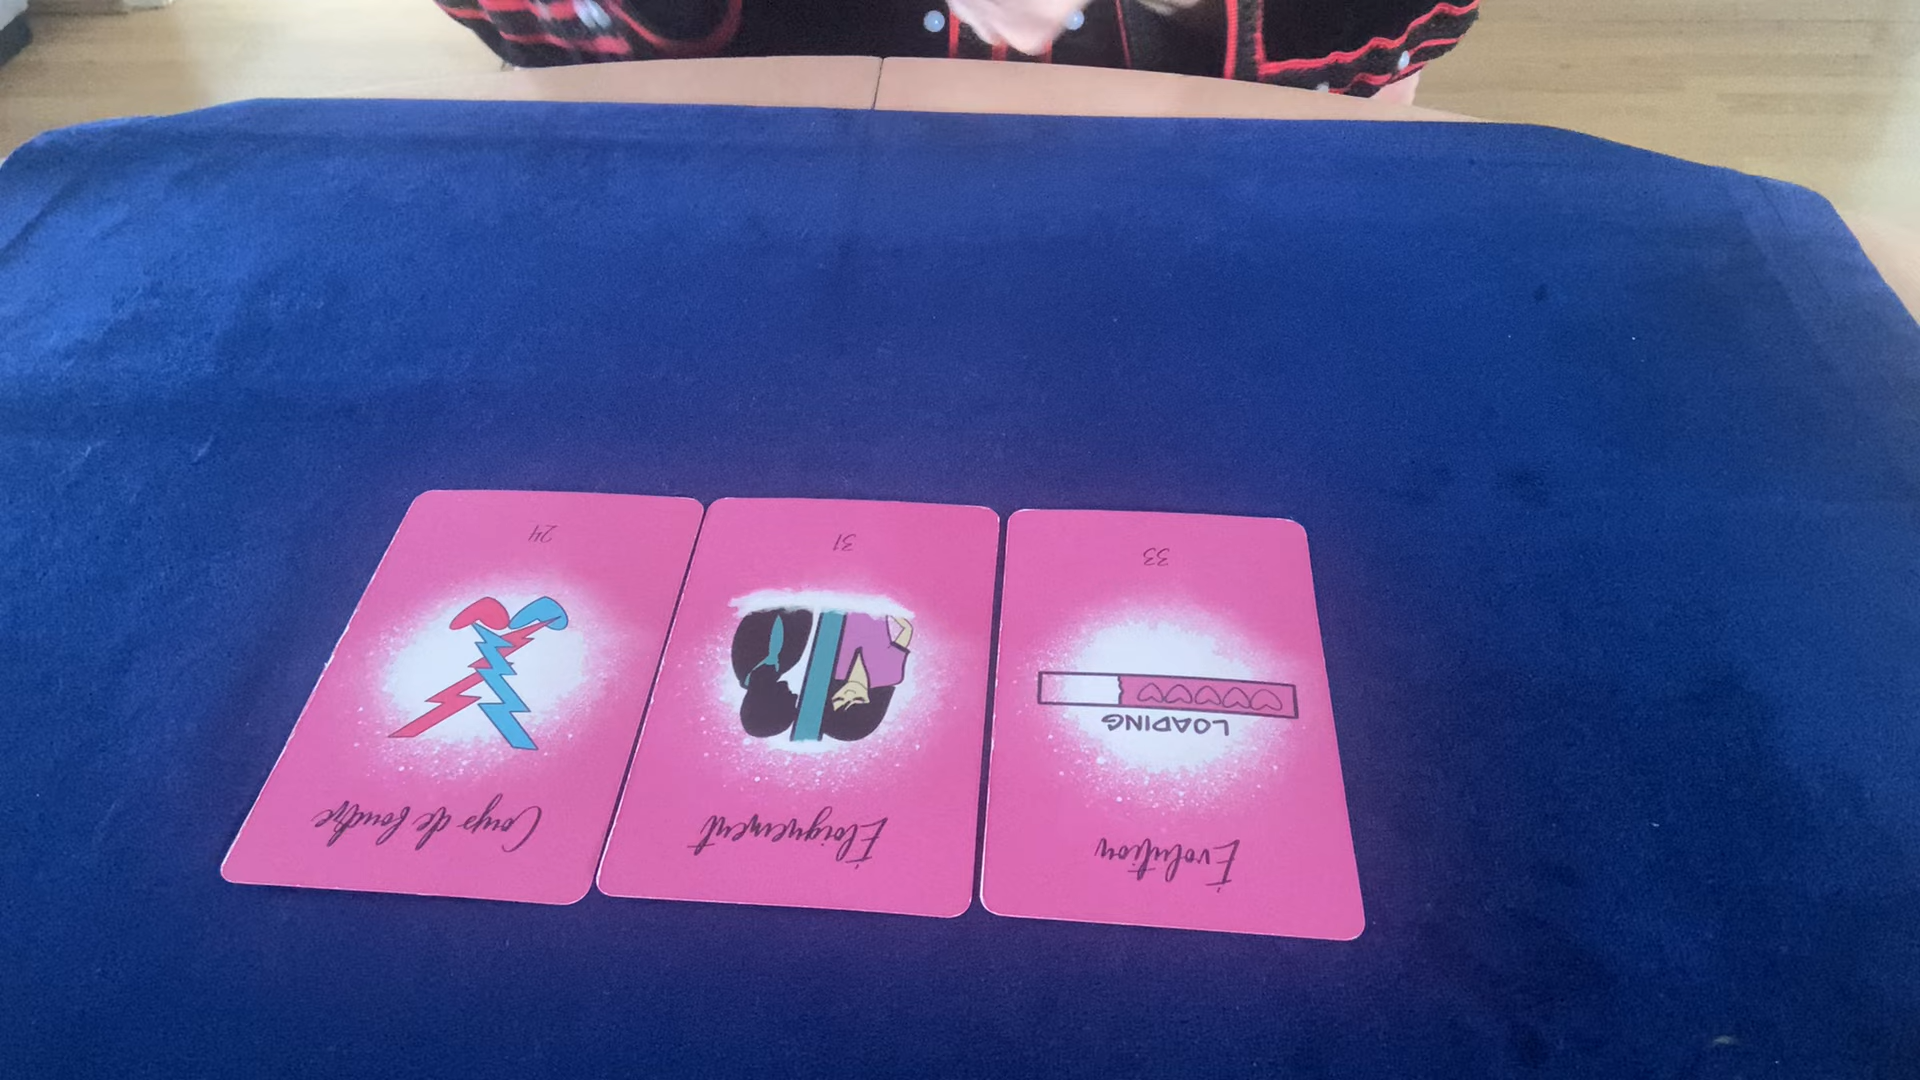 Évolution
LOADING
33
Éloignement
31
Coup de foudre
24